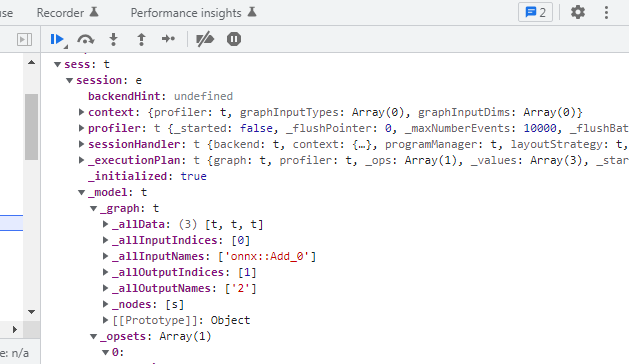 Recorder
Performance insights
2
sess: t
session: e
backendHint: undefined
context: {profiler: t, graphInputTypes: Array(0), graphInputDims: Array(0)}
profiler: t {_started: false, _flushPointer: 0, _maxNumberEvents: 10000, _flushBat
sessionHandler: t {backend: t, context: {…}, programManager: t, layoutStrategy: t,
_executionPlan: t {graph: t, profiler: t, _ops: Array(1), _values: Array(3), _star
_initialized: true
_model: t
_graph: t
_allData: (3) [t, t, t]
_allInputIndices: [0]
_allInputNames: ['onnx::Add_0']
_allOutputIndices: [1]
_allOutputNames: ['2']
_nodes: [s]
[[Prototype]]: Object
_opsets: Array(1)
0:
e: n/a